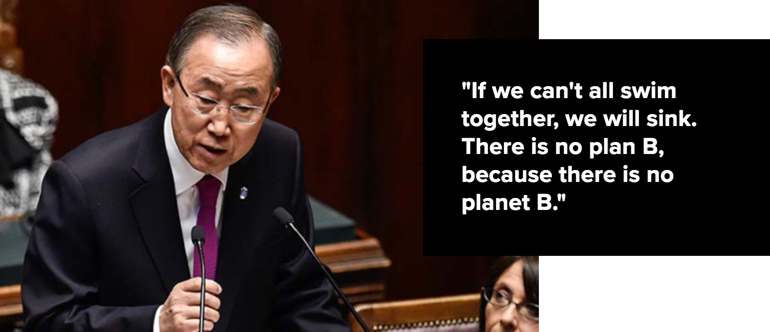 "If we can't all swim
together, we will sink.
There is no plan B,
because there is no
planet B."